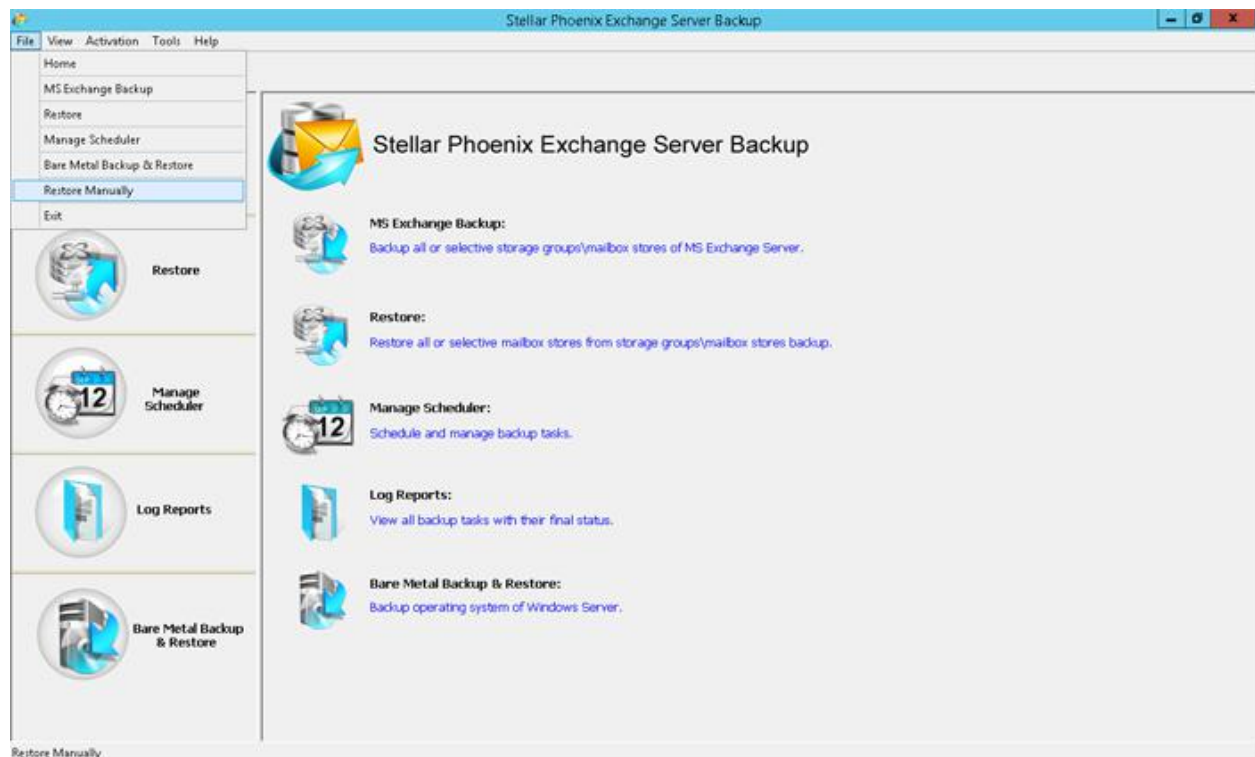 Stellar Phoenix Exchange Server Backup
File View Activation Tools Help
Home
MS Exchange Backup
Restore
Manage Scheduler
Bare Metal Backup & Restore
Restore Manually
Exit
Restore
12
Manage
Scheduler
Log Reports
Bare Metal Backup
& Restore
Stellar Phoenix Exchange Server Backup
MS Exchange Backup:
Backup all or selective storage groups\mailbox stores of MS Exchange Server.
Restore:
Restore all or selective mailbox stores from storage groups\mailbox stores backup.
12
Manage Scheduler:
Schedule and manage backup tasks.
Log Reports:
View all backup tasks with their final status.
Bare Metal Backup & Restore:
Backup operating system of Windows Server.
Restore Manually